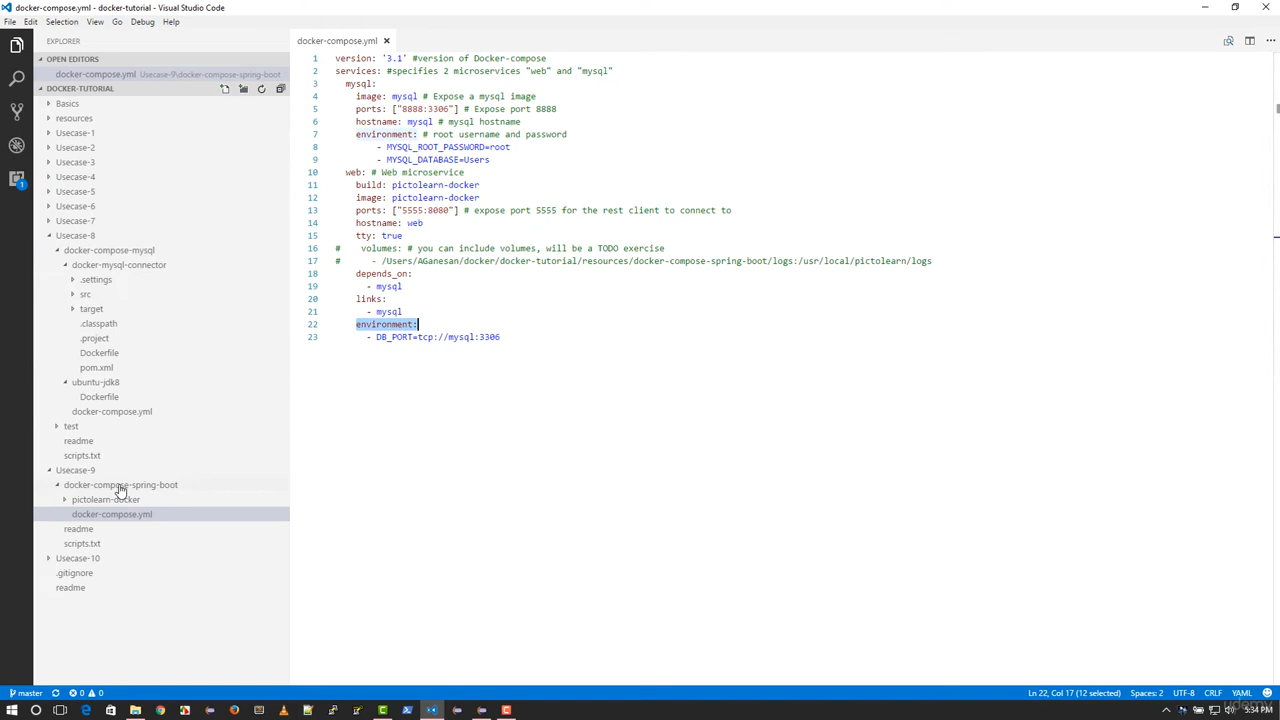 docker-compose.yml - docker-tutorial - Visual Studio Code
File Edit Selection View Go Debug Help
EXPLORER
OPEN EDITORS
docker-compose.yml Usecase-9\docker-compose-spring-boot
DOCKER-TUTORIAL
Basics
resources
Usecase-1
Usecase-2
Usecase-3
Usecase-4
Usecase-5
Usecase-6
Usecase-7
Usecase-8
docker-compose-mysql
docker-mysql-connector
.settings
src
target
.classpath
.project
Dockerfile
pom.xml
ubuntu-jdk8
Dockerfile
docker-compose.yml
test
readme
scripts.txt
Usecase-9
docker-compose-spring-boot
pictolearn-docker
docker-compose.yml
readme
scripts.txt
Usecase-10
.gitignore
readme
1
docker-compose.yml
1 version: '3.1' #version of Docker-compose
2 services: #specifies 2 microservices "web" and "mysql"
3 mysql:
4 image: mysql # Expose a mysql image
5 ports: ["8888:3306"] # Expose port 8888
6 hostname: mysql # mysql hostname
7 environment: # root username and password
8 - MYSQL_ROOT_PASSWORD=root
9 - MYSQL_DATABASE=Users
10 web: # Web microservice
11 build: pictolearn-docker
12 image: pictolearn-docker
13 ports: ["5555:8080"] # expose port 5555 for the rest client to connect to
14 hostname: web
15 tty: true
16 # volumes: # you can include volumes, will be a TODO exercise
17 # - /Users/AGanesan/docker/docker-tutorial/resources/docker-compose-spring-boot/logs:/usr/local/pictolearn/logs
18 depends_on:
19 - mysql
20 links:
21 - mysql
22 environment:
23 - DB_PORT=tcp://mysql:3306
master 0 0 Ln 22, Col 17 (12 selected) Spaces: 2 UTF-8 CRLF YAML
udemy
5:34 PM